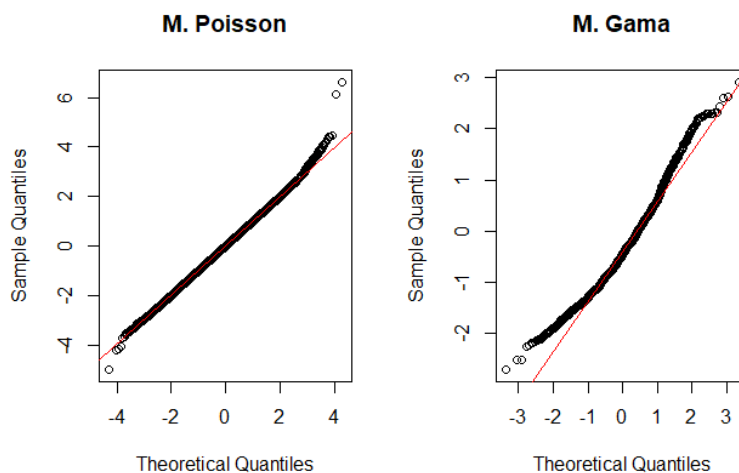 M. Poisson
Sample Quantiles
6
4
2
0
-2
-4
-4 -2 0 2 4
Theoretical Quantiles
M. Gama
Sample Quantiles
3
2
1
0
-1
-2
-3 -2 -1 0 1 2 3
Theoretical Quantiles